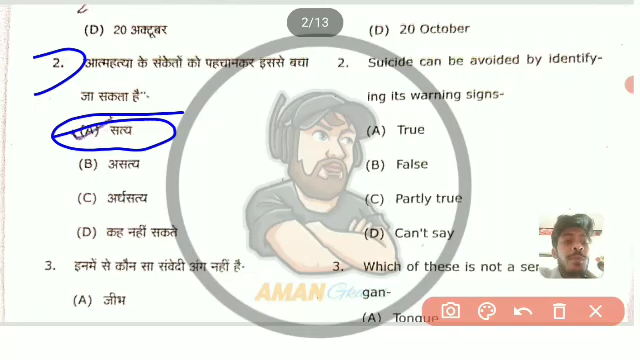 2/13
(D) 20 अक्टूबर
2. आत्महत्या के संकेतों को पहचानकर इससे बचा
जा सकता है"-
(A) सत्य
(B) असत्य
(C) अर्धसत्य
(D) कह नहीं सकते
3. इनमें से कौन सा संवेदी अंग नहीं है-
(A) जीभ
(D) 20 October
2. Suicide can be avoided by identify-
ing its warning signs-
(A) True
(B) False
(C) Partly true
(D) Can't say
3. Which of these is not a
gan-
(A) Tongue
AMAN